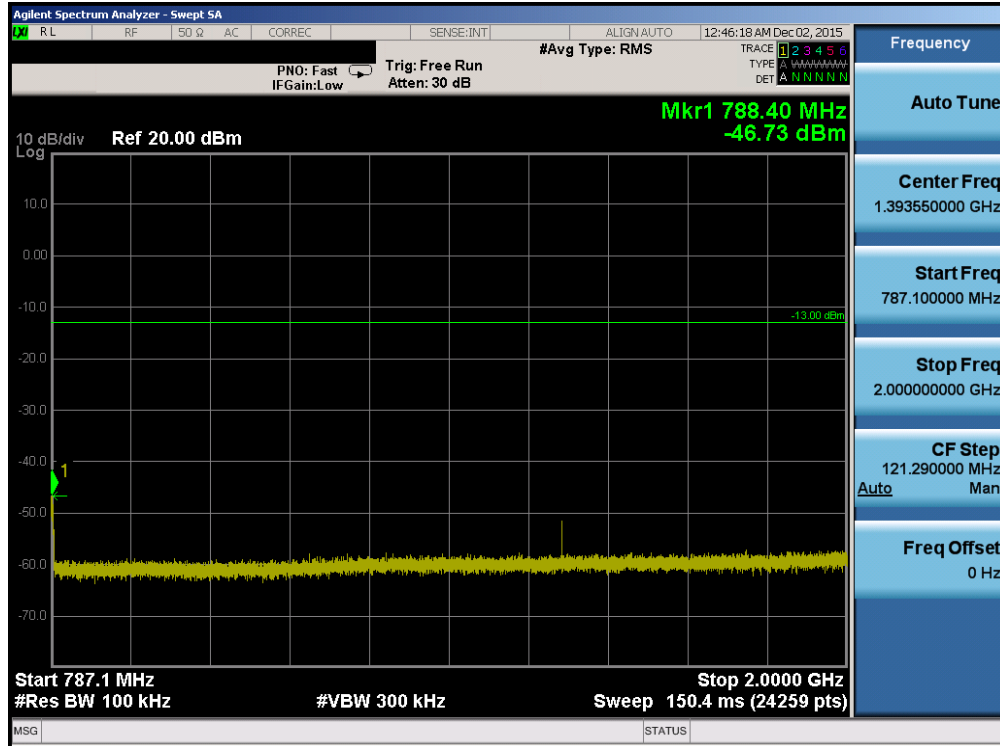 Agilent Spectrum Analyzer - Swept SA
LXI RL RF 50 Ω AC CORREC SENSE:INT ALIGN AUTO 12:46:18 AM Dec 02, 2015
#Avg Type: RMS TRACE 1 2 3 4 5 6
PNO: Fast Trig: Free Run TYPE A WWWWW
IFGain:Low Atten: 30 dB DET A N N N N N
Mkr1 788.40 MHz
-46.73 dBm
10 dB/div Ref 20.00 dBm
Log
10.0
0.00
-10.0
-13.00 dBm
-20.0
-30.0
-40.0
1
-50.0
-60.0
-70.0
Start 787.1 MHz Stop 2.0000 GHz
#Res BW 100 kHz #VBW 300 kHz Sweep 150.4 ms (24259 pts)
MSG STATUS
Frequency
Auto Tune
Center Freq
1.393550000 GHz
Start Freq
787.100000 MHz
Stop Freq
2.000000000 GHz
CF Step
121.290000 MHz
Auto Man
Freq Offset
0 Hz